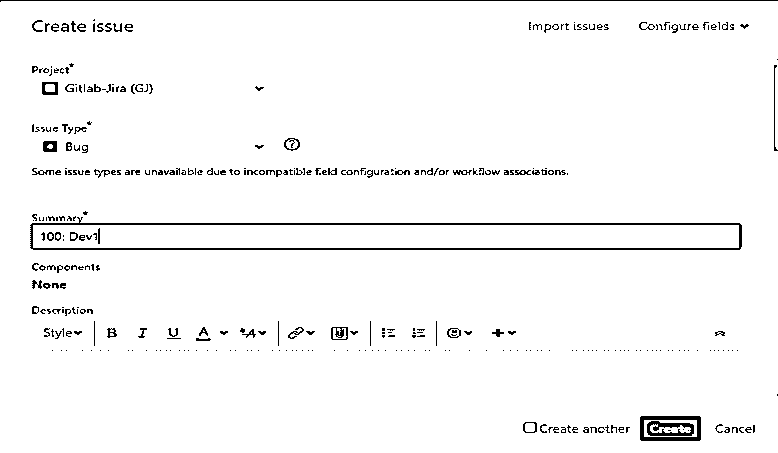 Create issue Import issues Configure fields
Project*
Gitlab-Jira (GJ)
Issue Type*
Bug
Some issue types are unavailable due to incompatible field configuration and/or workflow associations.
Summary*
100: Dev1
Components
None
Description
Style B I U A A
Create another Create Cancel